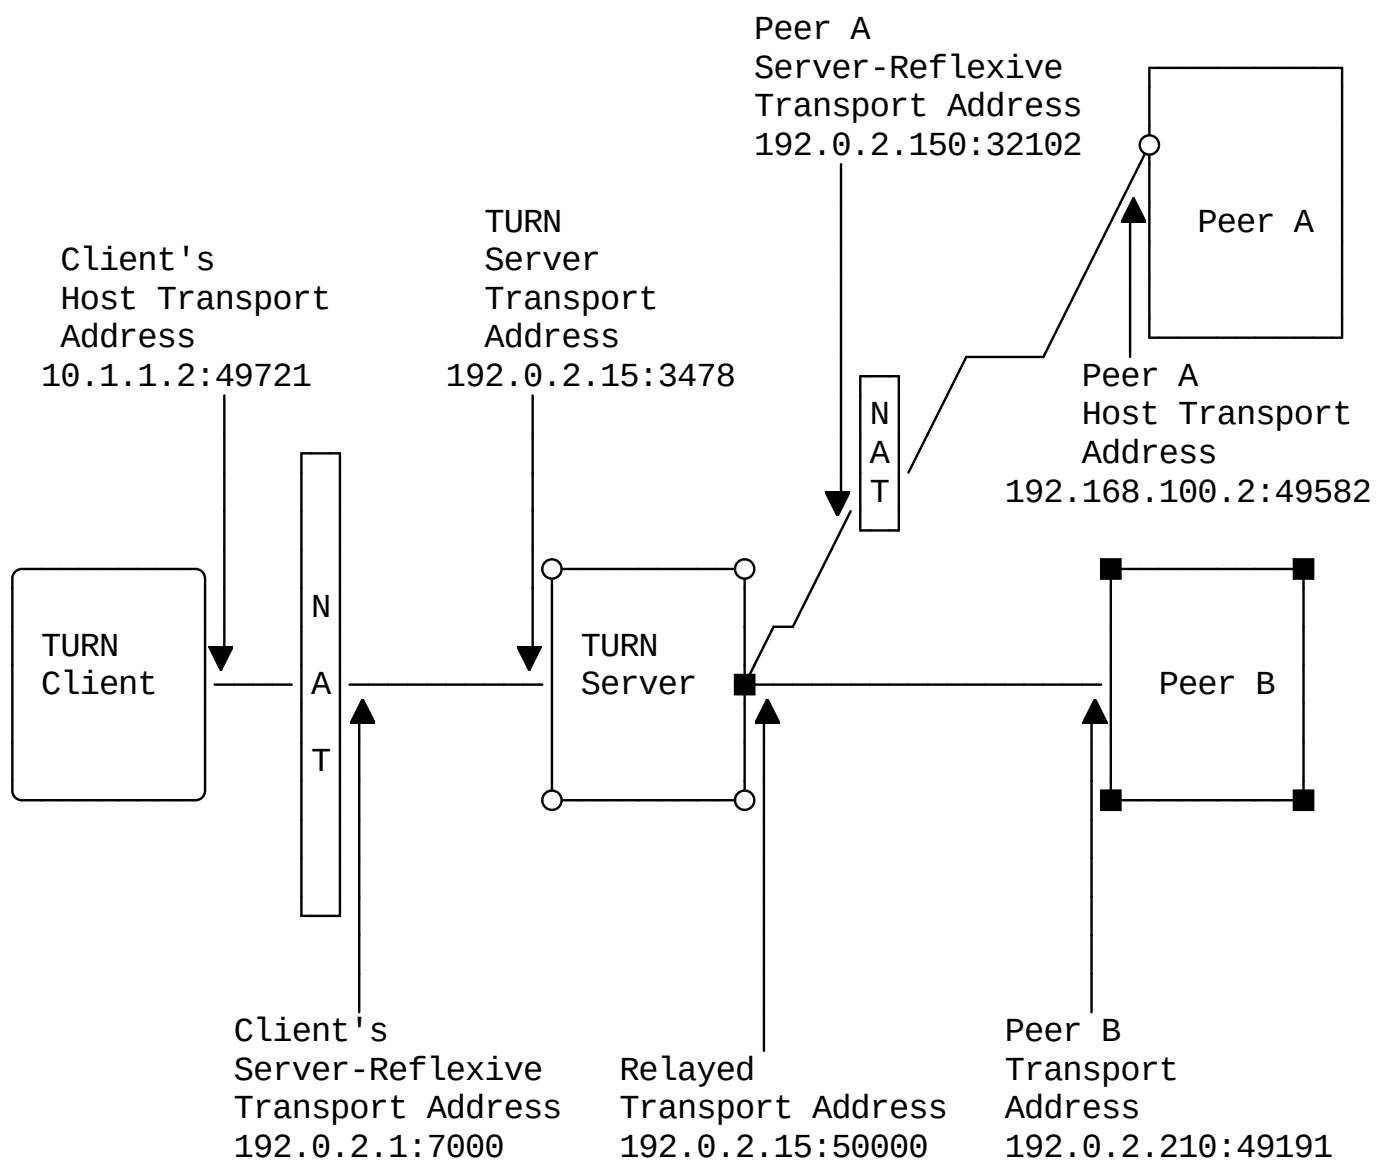 Peer A
Server-Reflexive
Transport Address
192.0.2.150:32102
TURN
Server
Transport
Address
192.0.2.15:3478
Client's
Host Transport
Address
10.1.1.2:49721
Peer A
Peer A
Host Transport
Address
192.168.100.2:49582
N
A
T
N
A
T
TURN
Client
TURN
Server
Peer B
Client's
Server-Reflexive
Transport Address
192.0.2.1:7000
Relayed
Transport Address
192.0.2.15:50000
Peer B
Transport
Address
192.0.2.210:49191